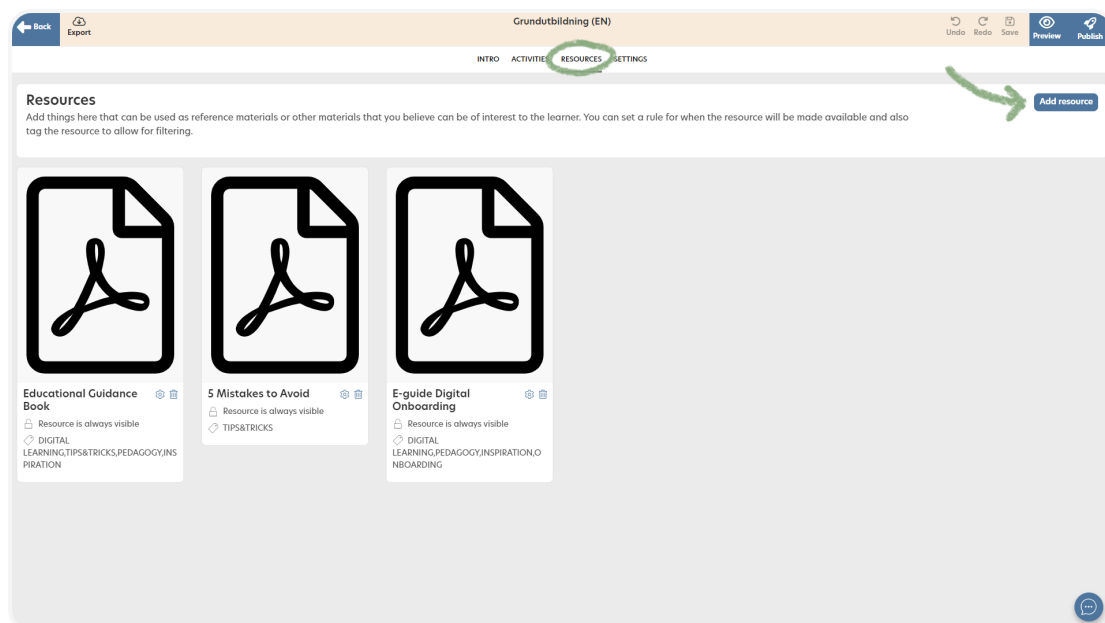 Back
Export
Grundutbildning (EN)
Undo
Redo
Save
Preview
Publish
INTRO
ACTIVITIES
RESOURCES
SETTINGS
Resources
Add resource
Add things here that can be used as reference materials or other materials that you believe can be of interest to the learner. You can set a rule for when the resource will be made available and also
tag the resource to allow for filtering.
Educational Guidance
Book
Resource is always visible
DIGITAL
LEARNING,TIPS&TRICKS,PEDAGOGY,INS
PIRATION
5 Mistakes to Avoid
Resource is always visible
TIPS&TRICKS
E-guide Digital
Onboarding
Resource is always visible
DIGITAL
LEARNING,PEDAGOGY,INSPIRATION,O
NBOARDING